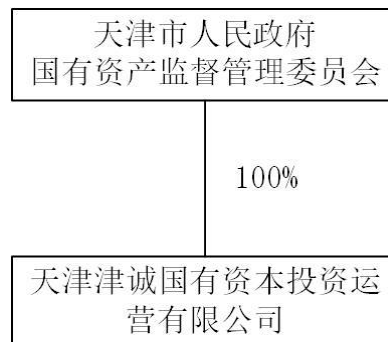 天津市人民政府
国有资产监督管理委员会
100%
天津津诚国有资本投资运
营有限公司